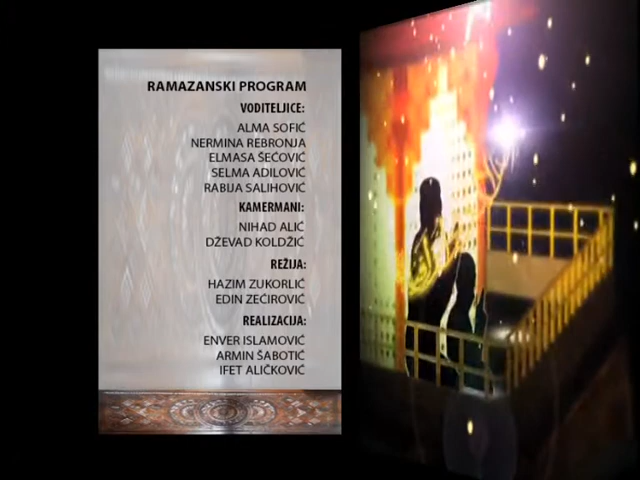 RAMAZANSKI PROGRAM
VODITELJICE:
ALMA SOFIĆ
NERMINA REBRONJA
ELMASA ŠEĆOVIĆ
SELMA ADILOVIĆ
RABIJA SALIHOVIĆ
KAMERMANI:
NIHAD ALIĆ
DŽEVAD KOLDŽIĆ
REŽIJA:
HAZIM ZUKORLIĆ
EDIN ZEĆIROVIĆ
REALIZACIJA:
ENVER ISLAMOVIĆ
ARMIN ŠABOTIĆ
IFET ALIČKOVIĆ